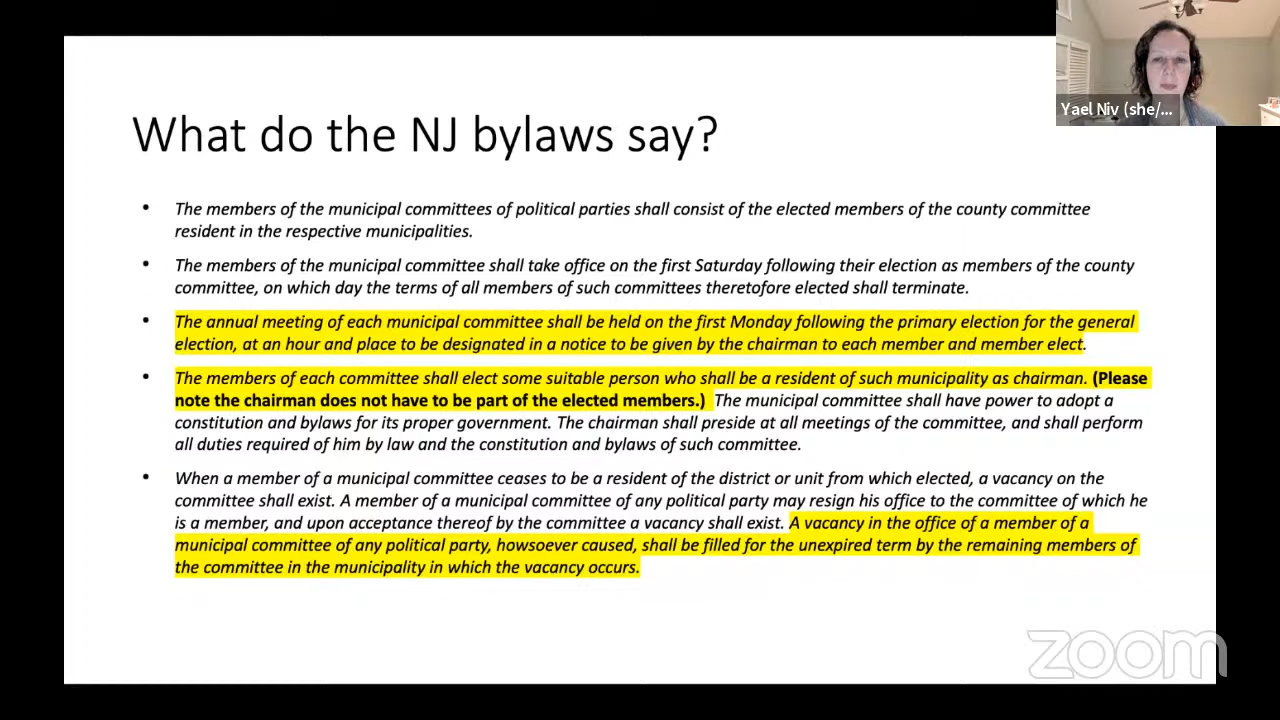 Yael Niv (she/...
What do the NJ bylaws say?
• The members of the municipal committees of political parties shall consist of the elected members of the county committee
resident in the respective municipalities.
• The members of the municipal committee shall take office on the first Saturday following their election as members of the county
committee, on which day the terms of all members of such committees theretofore elected shall terminate.
• The annual meeting of each municipal committee shall be held on the first Monday following the primary election for the general
election, at an hour and place to be designated in a notice to be given by the chairman to each member and member elect.
• The members of each committee shall elect some suitable person who shall be a resident of such municipality as chairman. (Please
note the chairman does not have to be part of the elected members.) The municipal committee shall have power to adopt a
constitution and bylaws for its proper government. The chairman shall preside at all meetings of the committee, and shall perform
all duties required of him by law and the constitution and bylaws of such committee.
• When a member of a municipal committee ceases to be a resident of the district or unit from which elected, a vacancy on the
committee shall exist. A member of a municipal committee of any political party may resign his office to the committee of which he
is a member, and upon acceptance thereof by the committee a vacancy shall exist. A vacancy in the office of a member of a
municipal committee of any political party, howsoever caused, shall be filled for the unexpired term by the remaining members of
the committee in the municipality in which the vacancy occurs.
zoom